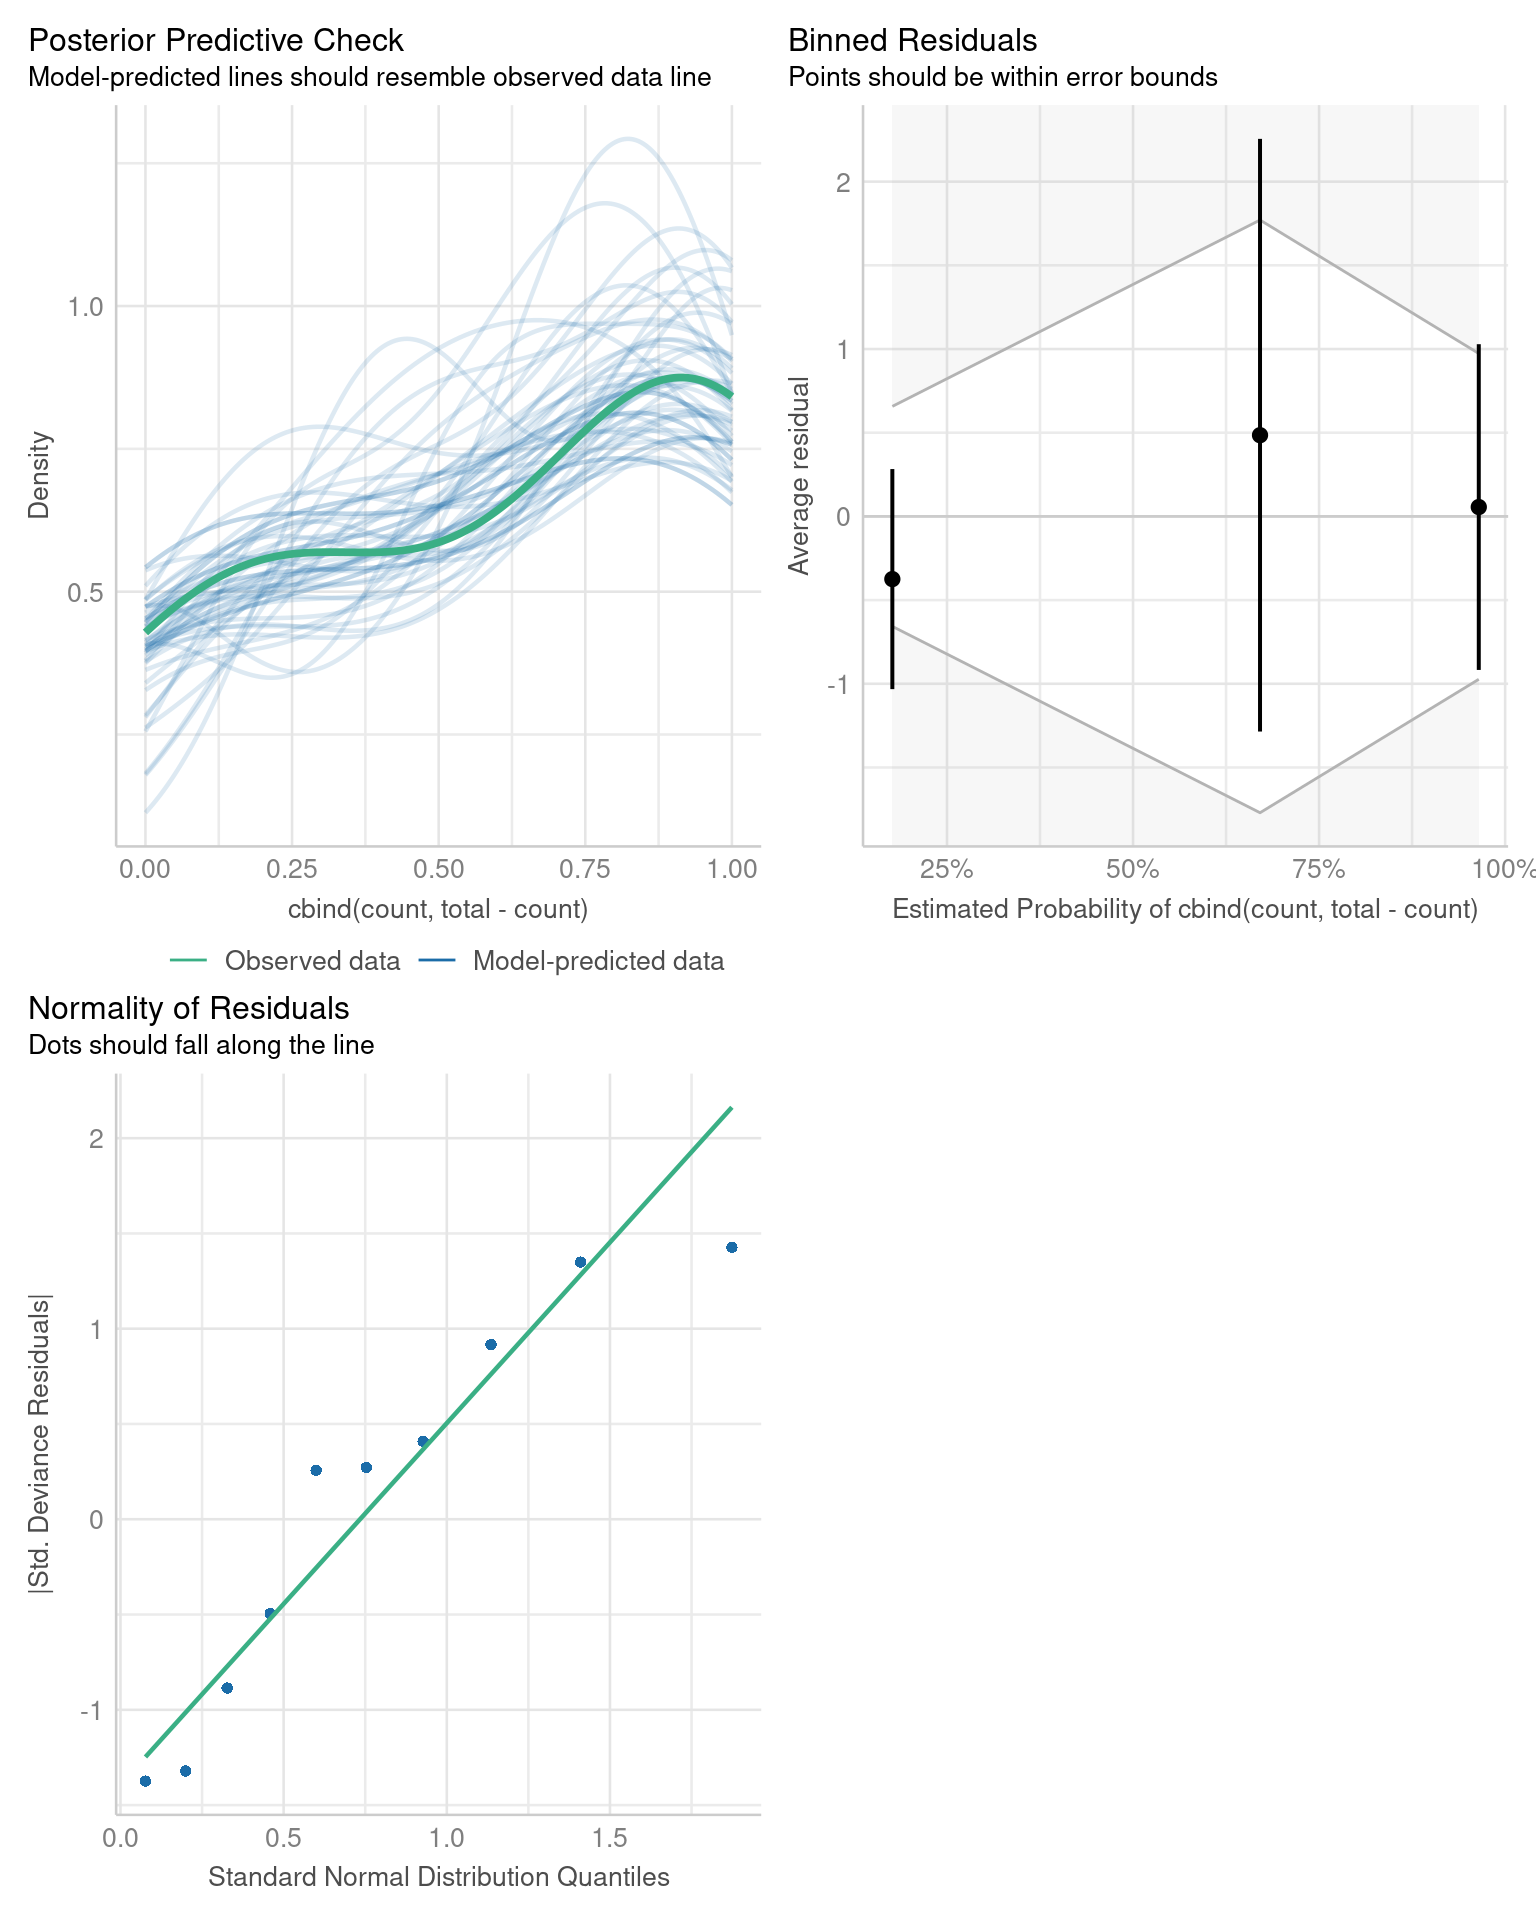 Posterior Predictive Check
Model-predicted lines should resemble observed data line
Density
1.0
0.5
0.00 0.25 0.50 0.75 1.00
cbind(count, total - count)
Observed data Model-predicted data
Binned Residuals
Points should be within error bounds
Average residual
2
1
0
-1
25% 50% 75% 100%
Estimated Probability of cbind(count, total - count)
Normality of Residuals
Dots should fall along the line
|Std. Deviance Residuals|
2
1
0
-1
0.0 0.5 1.0 1.5
Standard Normal Distribution Quantiles